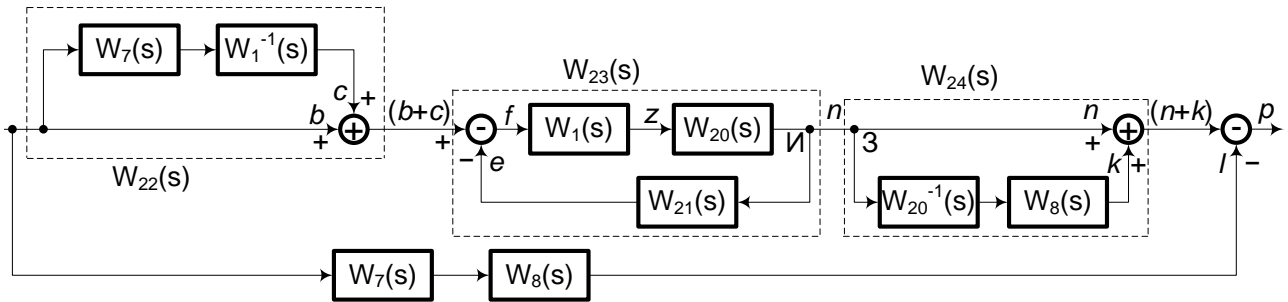 W₇(s)
W₁⁻¹(s)
c
+
b
+
+
W₂₂(s)
(b+c)
+
W₂₃(s)
-
−
e
f
W₁(s)
z
W₂₀(s)
И
W₂₁(s)
n
З
W₂₄(s)
n
+
+
k
+
W₂₀⁻¹(s)
W₈(s)
(n+k)
-
p
l
−
W₇(s)
W₈(s)